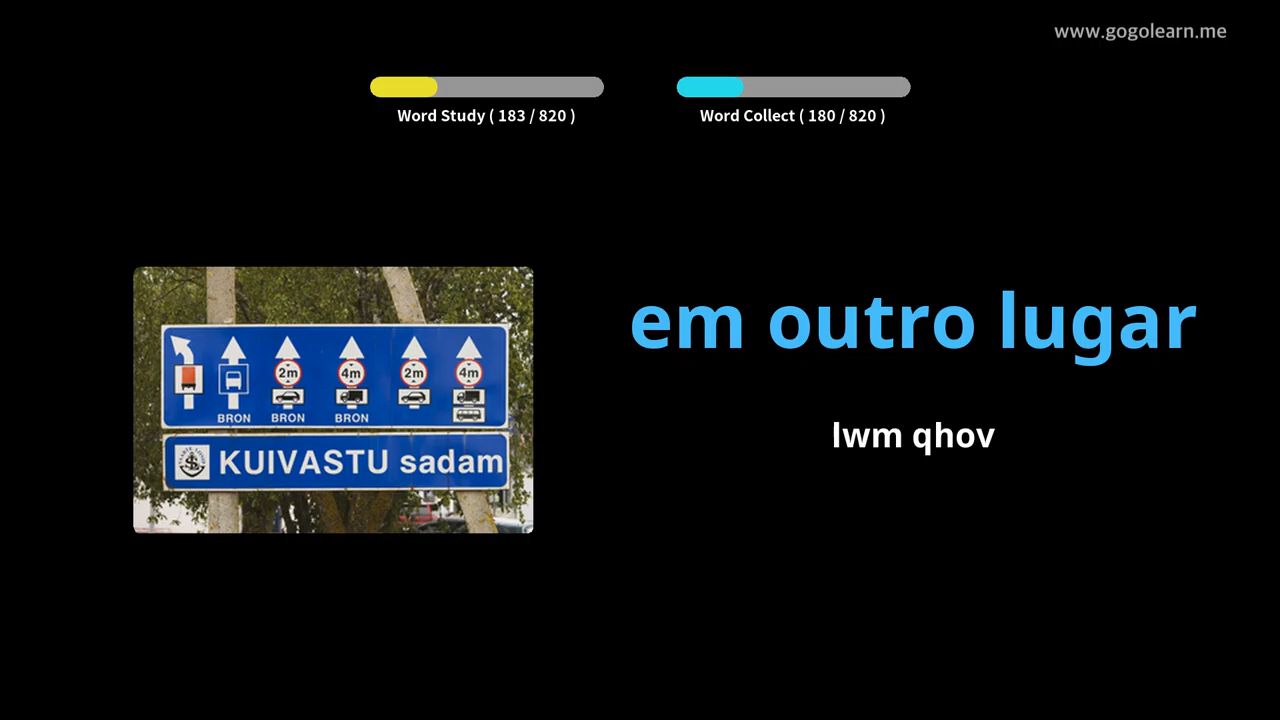 www.gogolearn.me
Word Study ( 183 / 820 )
Word Collect ( 180 / 820 )
em outro lugar
lwm qhov
2m 4m 2m 4m
BRON BRON BRON
KUIVASTU sadam